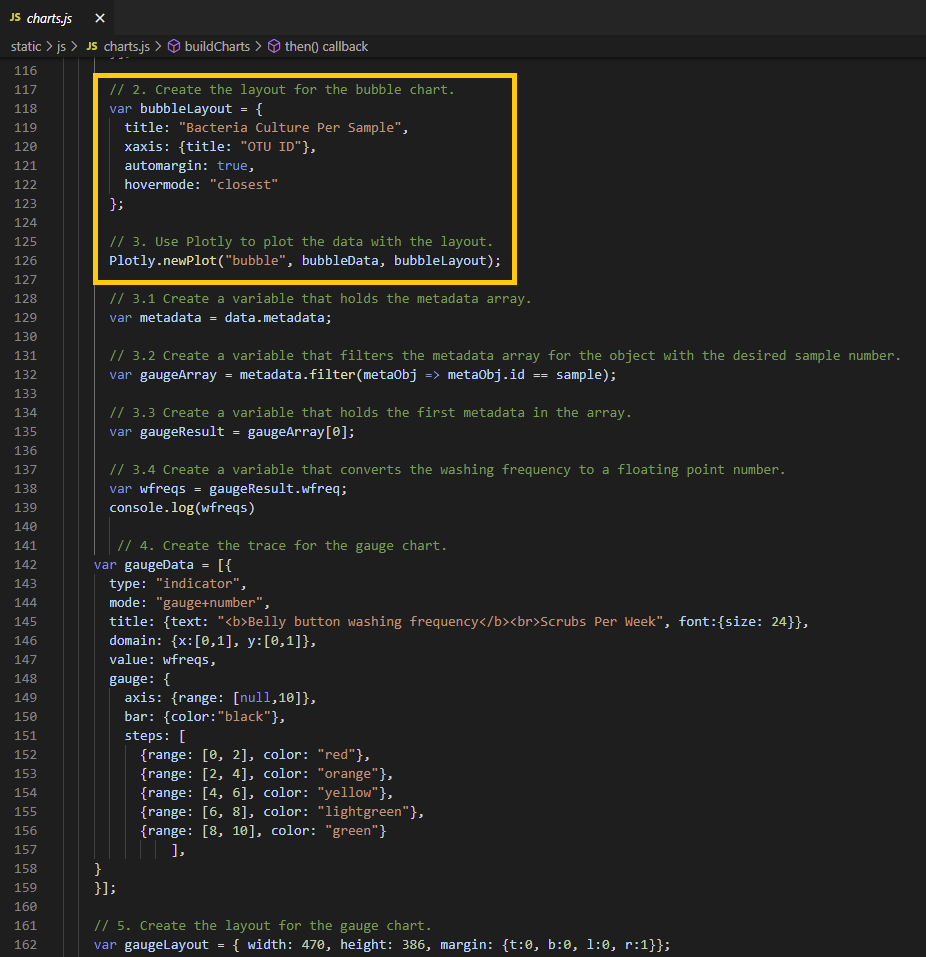 JS charts.js ×
static > js > JS charts.js > buildCharts > then() callback
116
117 // 2. Create the layout for the bubble chart.
118 var bubbleLayout = {
119 title: "Bacteria Culture Per Sample",
120 xaxis: {title: "OTU ID"},
121 automargin: true,
122 hovermode: "closest"
123 };
124
125 // 3. Use Plotly to plot the data with the layout.
126 Plotly.newPlot("bubble", bubbleData, bubbleLayout);
127
128 // 3.1 Create a variable that holds the metadata array.
129 var metadata = data.metadata;
130
131 // 3.2 Create a variable that filters the metadata array for the object with the desired sample number.
132 var gaugeArray = metadata.filter(metaObj => metaObj.id == sample);
133
134 // 3.3 Create a variable that holds the first metadata in the array.
135 var gaugeResult = gaugeArray[0];
136
137 // 3.4 Create a variable that converts the washing frequency to a floating point number.
138 var wfreqs = gaugeResult.wfreq;
139 console.log(wfreqs)
140
141 // 4. Create the trace for the gauge chart.
142 var gaugeData = [{
143 type: "indicator",
144 mode: "gauge+number",
145 title: {text: "<b>Belly button washing frequency</b><br>Scrubs Per Week", font:{size: 24}},
146 domain: {x:[0,1], y:[0,1]},
147 value: wfreqs,
148 gauge: {
149 axis: {range: [null,10]},
150 bar: {color:"black"},
151 steps: [
152 {range: [0, 2], color: "red"},
153 {range: [2, 4], color: "orange"},
154 {range: [4, 6], color: "yellow"},
155 {range: [6, 8], color: "lightgreen"},
156 {range: [8, 10], color: "green"}
157 ],
158 }
159 }];
160
161 // 5. Create the layout for the gauge chart.
162 var gaugeLayout = { width: 470, height: 386, margin: {t:0, b:0, l:0, r:1}};